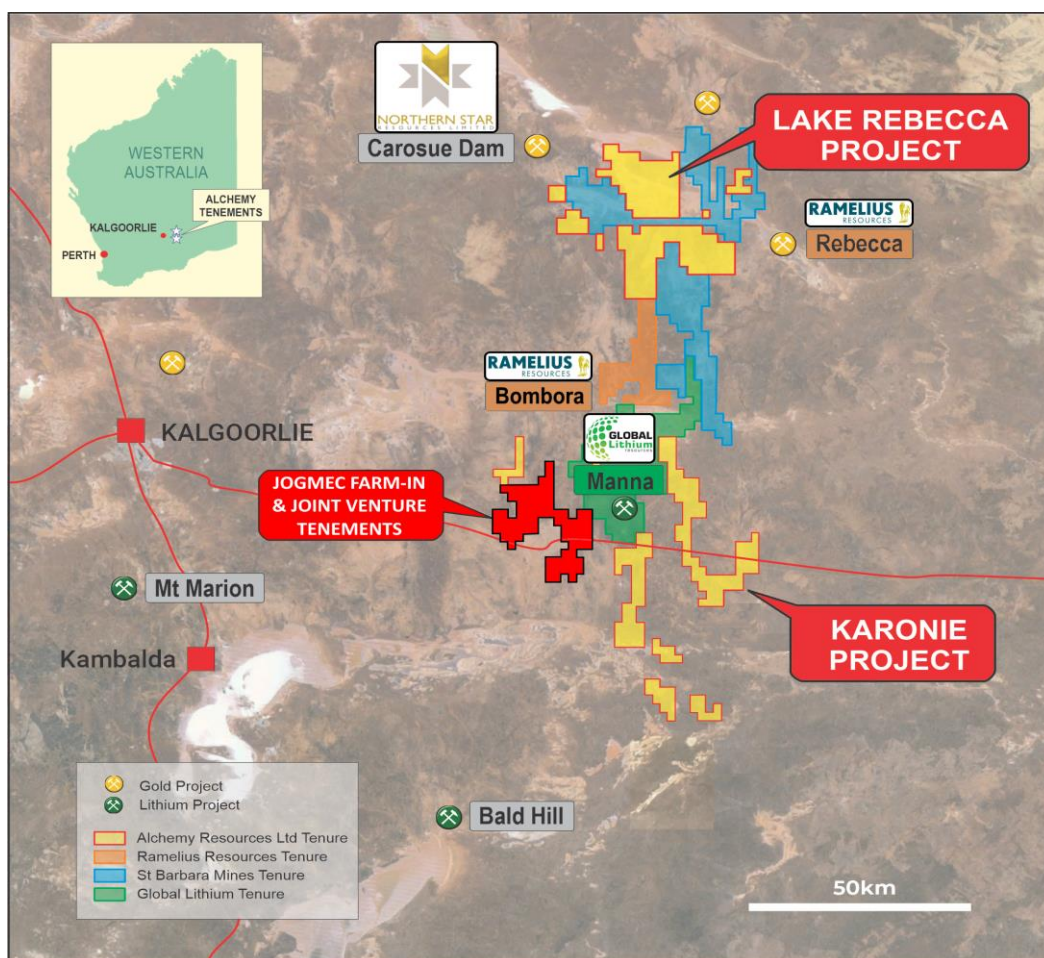 WESTERN
AUSTRALIA
ALCHEMY
TENEMENTS
KALGOORLIE
PERTH
NORTHERN STAR
RESOURCES LIMITED
Carosue Dam
LAKE REBECCA
PROJECT
RAMELIUS
RESOURCES
Rebecca
RAMELIUS
RESOURCES
Bombora
KALGOORLIE
GLOBAL
Lithium
RESOURCES
Manna
JOGMEC FARM-IN
& JOINT VENTURE
TENEMENTS
Mt Marion
KARONIE
PROJECT
Kambalda
Gold Project
Lithium Project
Alchemy Resources Ltd Tenure
Ramelius Resources Tenure
St Barbara Mines Tenure
Global Lithium Tenure
Bald Hill
50km